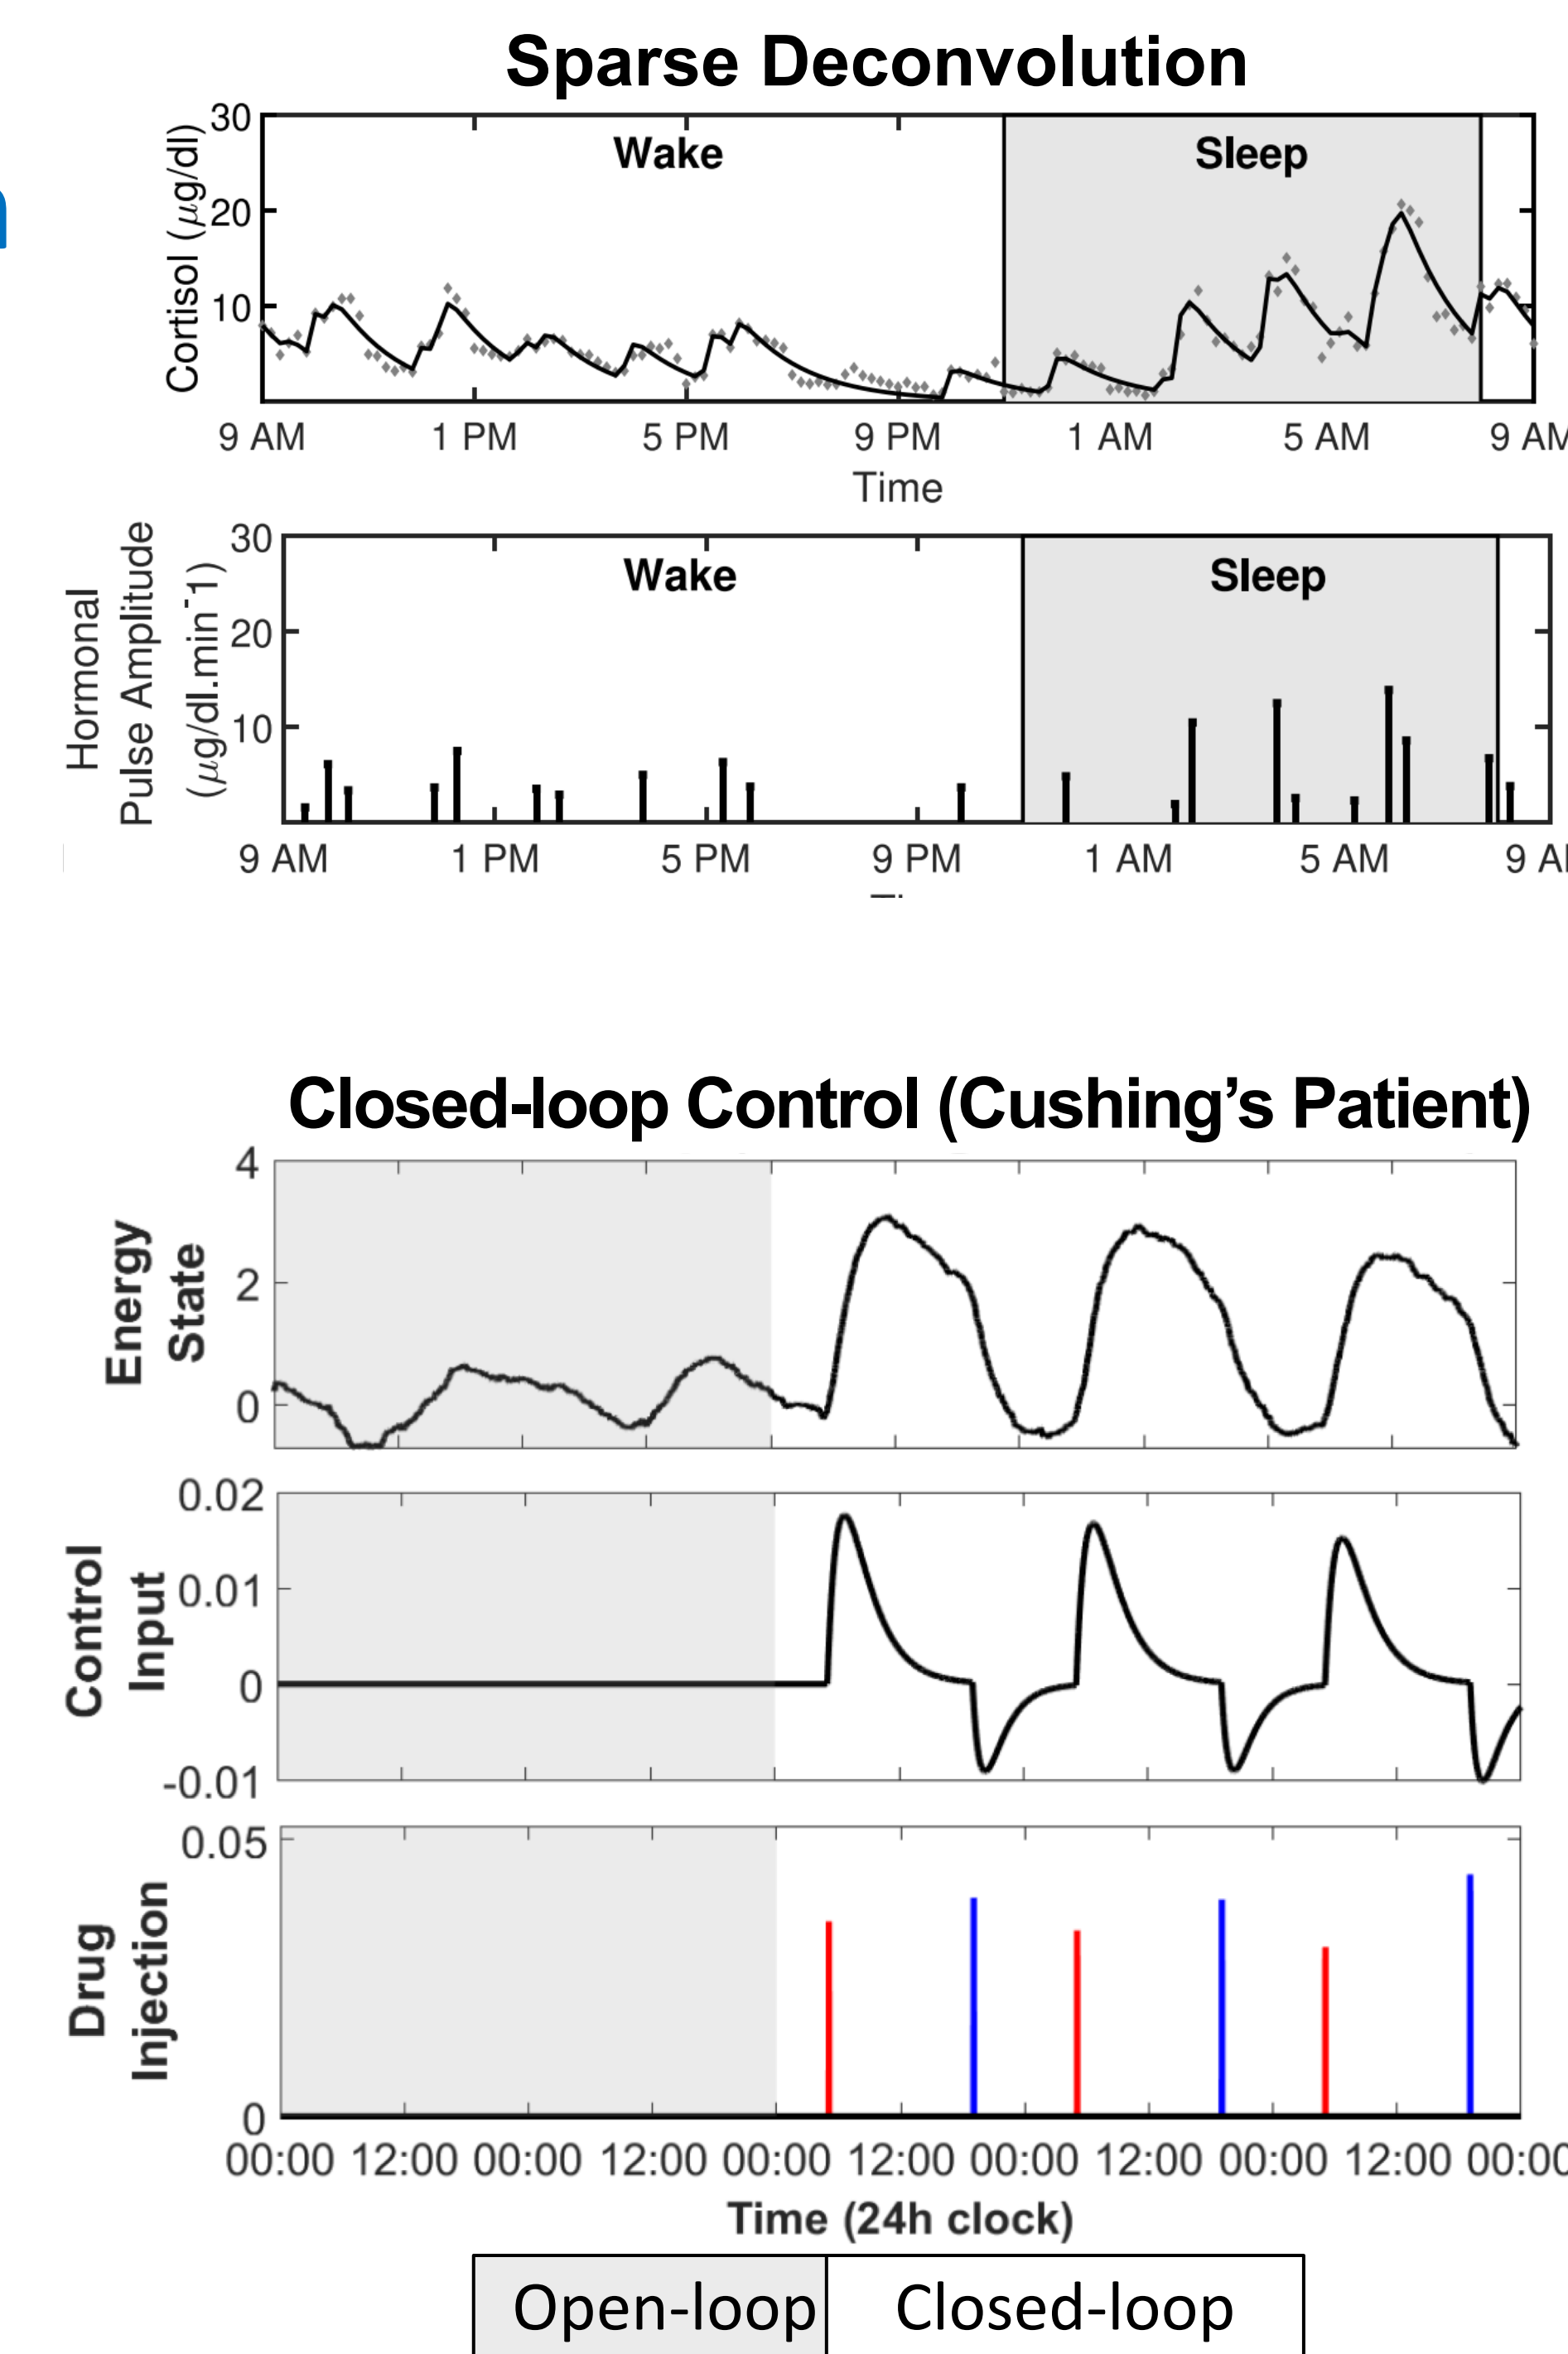 Sparse Deconvolution
Cortisol (μg/dl)
30
20
10
Wake
Sleep
9 AM 1 PM 5 PM 9 PM 1 AM 5 AM 9 AM
Time
Hormonal
Pulse Amplitude
(μg/dl.min-1)
30
20
10
Wake
Sleep
9 AM 1 PM 5 PM 9 PM 1 AM 5 AM 9 A
Closed-loop Control (Cushing’s Patient)
Energy
State
4
2
0
Control
Input
0.02
0.01
0
-0.01
Drug
Injection
0.05
0
00:00 12:00 00:00 12:00 00:00 12:00 00:00 12:00 00:00 12:00 00:00
Time (24h clock)
Open-loop
Closed-loop